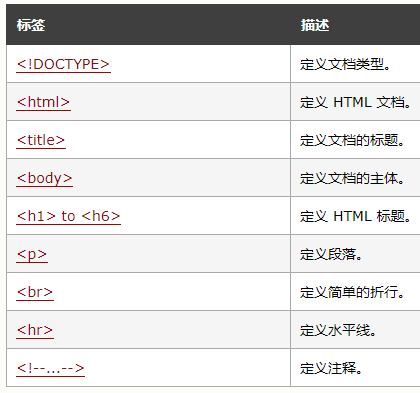 标签 描述
<!DOCTYPE> 定义文档类型。
<html> 定义 HTML 文档。
<title> 定义文档的标题。
<body> 定义文档的主体。
<h1> to <h6> 定义 HTML 标题。
<p> 定义段落。
<br> 定义简单的折行。
<hr> 定义水平线。
<!--...--> 定义注释。